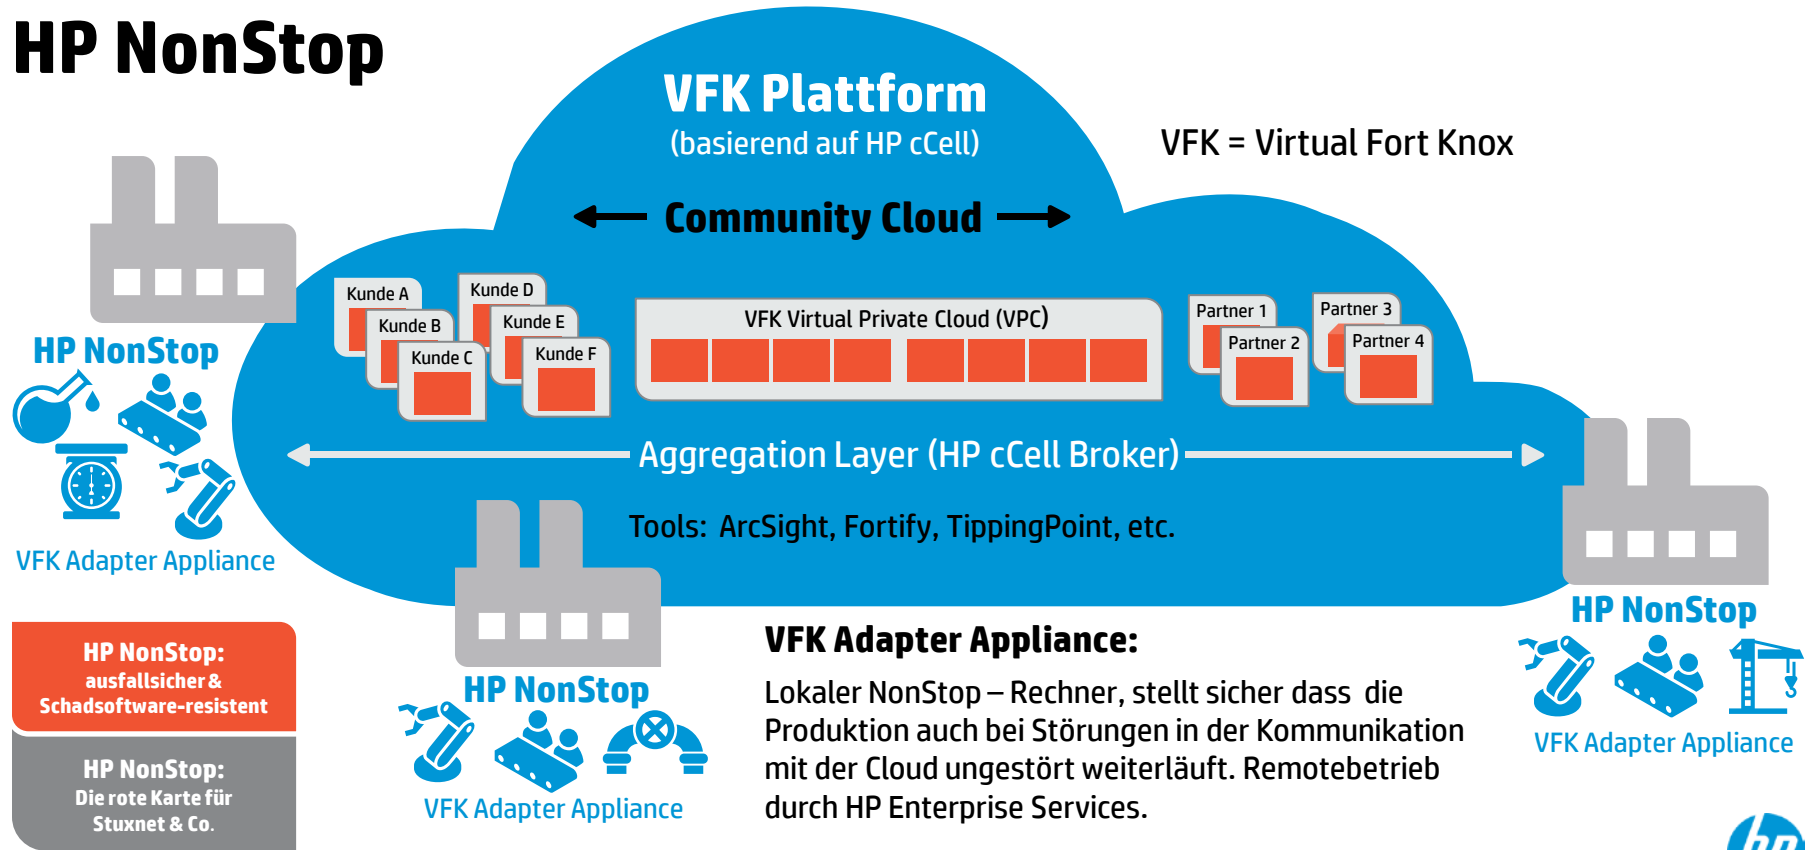 HP NonStop
VFK Plattform
(basierend auf HP cCell)
VFK = Virtual Fort Knox
Community Cloud
Kunde A
Kunde B
Kunde C
Kunde D
Kunde E
Kunde F
VFK Virtual Private Cloud (VPC)
Partner 1
Partner 2
Partner 3
Partner 4
HP NonStop
VFK Adapter Appliance
Aggregation Layer (HP cCell Broker)
Tools: ArcSight, Fortify, TippingPoint, etc.
HP NonStop
VFK Adapter Appliance
HP NonStop
VFK Adapter Appliance
HP NonStop:
ausfallsicher &
Schadsoftware-resistent
HP NonStop:
Die rote Karte für
Stuxnet & Co.
VFK Adapter Appliance:
Lokaler NonStop – Rechner, stellt sicher dass die
Produktion auch bei Störungen in der Kommunikation
mit der Cloud ungestört weiterläuft. Remotebetrieb
durch HP Enterprise Services.
hp